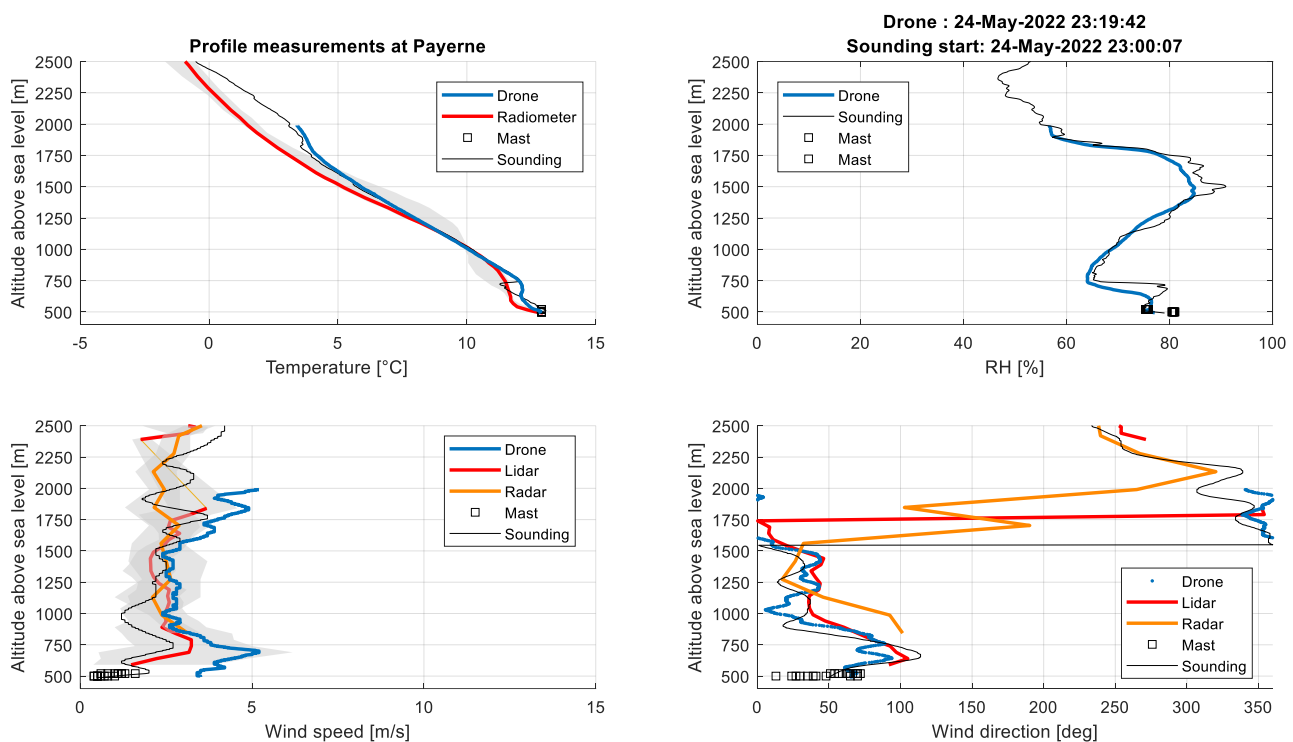 Profile measurements at Payerne
Altitude above sea level [m]
2500
2250
2000
1750
1500
1250
1000
750
500
-5
0
5
10
15
Temperature [°C]
Drone
Radiometer
Mast
Sounding
Drone : 24-May-2022 23:19:42
Sounding start: 24-May-2022 23:00:07
Altitude above sea level [m]
2500
2250
2000
1750
1500
1250
1000
750
500
0
20
40
60
80
100
RH [%]
Drone
Sounding
Mast
Mast
Altitude above sea level [m]
2500
2250
2000
1750
1500
1250
1000
750
500
0
5
10
15
Wind speed [m/s]
Drone
Lidar
Radar
Mast
Sounding
Altitude above sea level [m]
2500
2250
2000
1750
1500
1250
1000
750
500
0
50
100
150
200
250
300
350
Wind direction [deg]
Drone
Lidar
Radar
Mast
Sounding